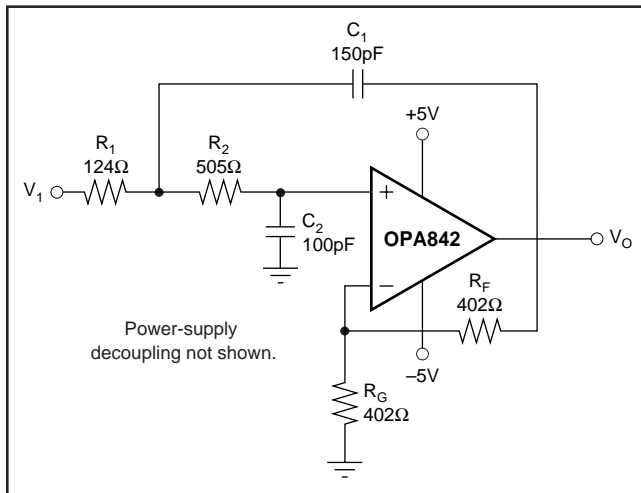 C1
150pF
+5V
R1
124Ω
R2
505Ω
V1
+
C2
100pF
OPA842
VO
–
RF
402Ω
Power-supply
decoupling not shown.
–5V
RG
402Ω